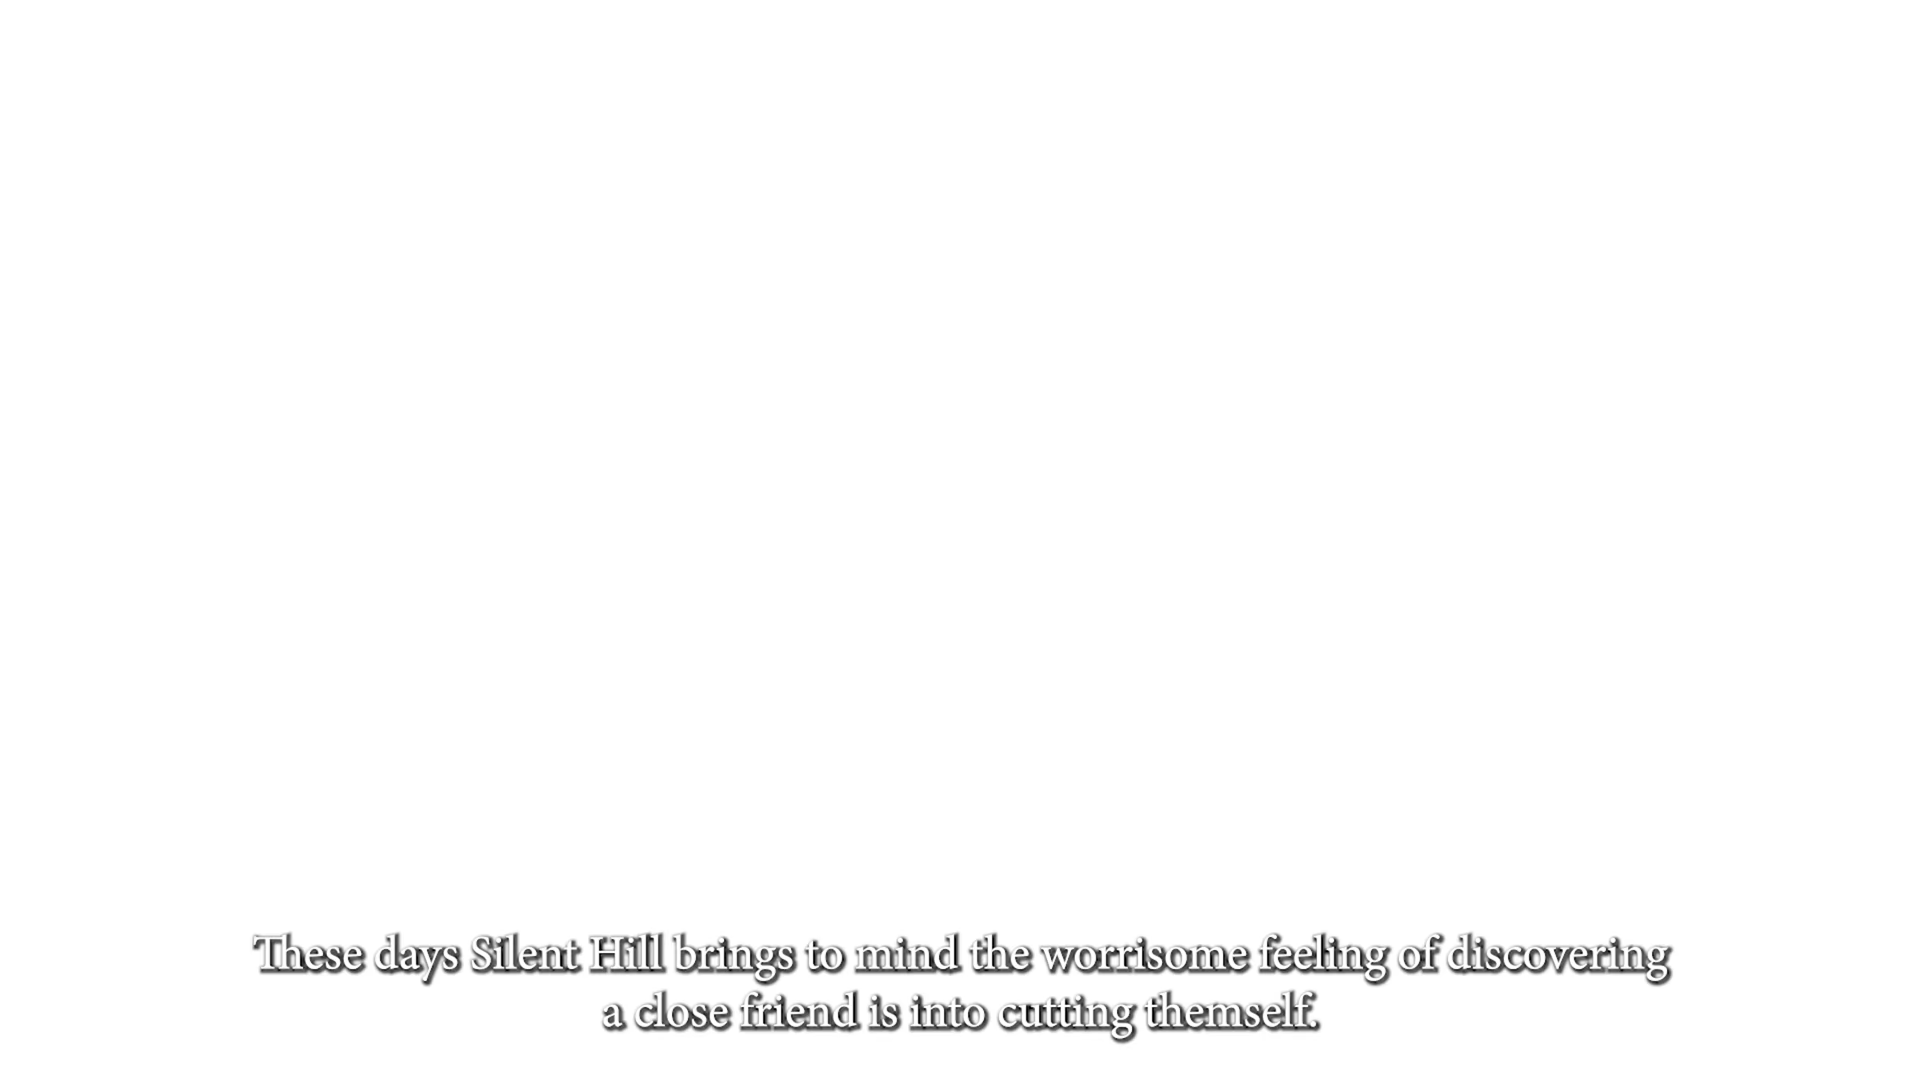 These days Silent Hill brings to mind the worrisome feeling of discovering
a close friend is into cutting themself.